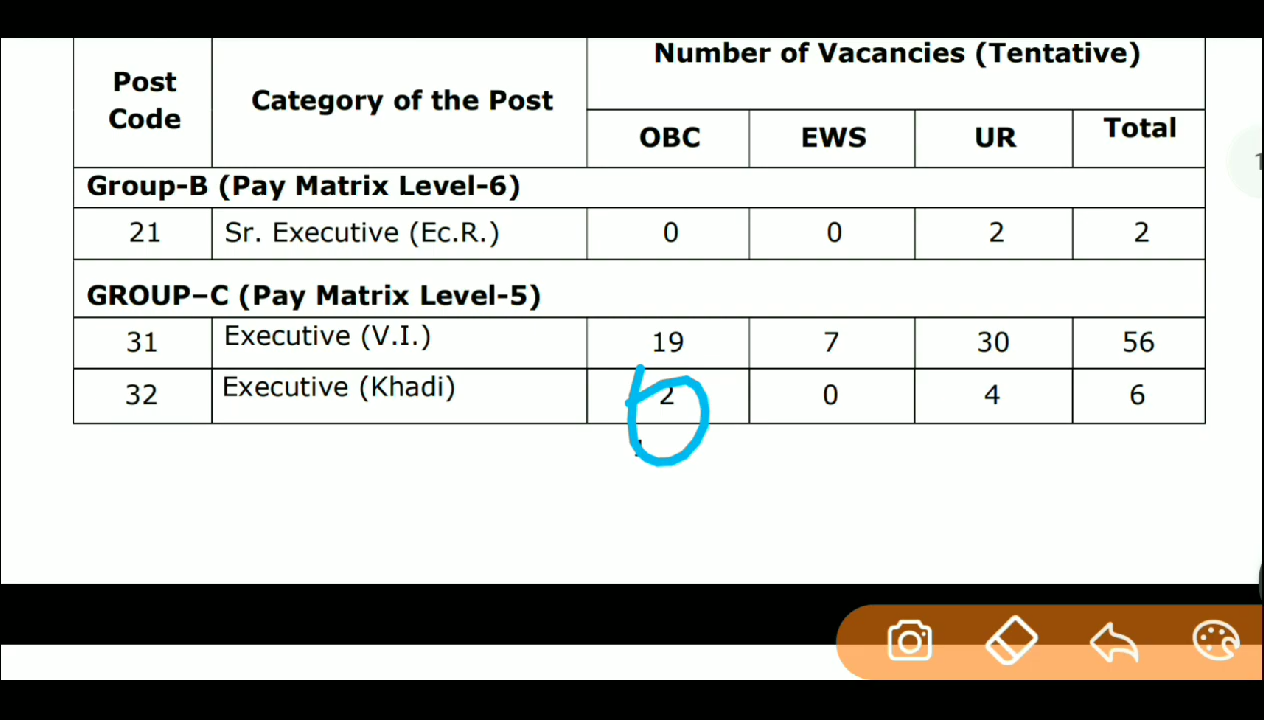 Number of Vacancies (Tentative)
Post Code
Category of the Post
OBC EWS UR Total
Group-B (Pay Matrix Level-6)
21 Sr. Executive (Ec.R.) 0 0 2 2
GROUP–C (Pay Matrix Level-5)
31 Executive (V.I.) 19 7 30 56
32 Executive (Khadi) 2 0 4 6